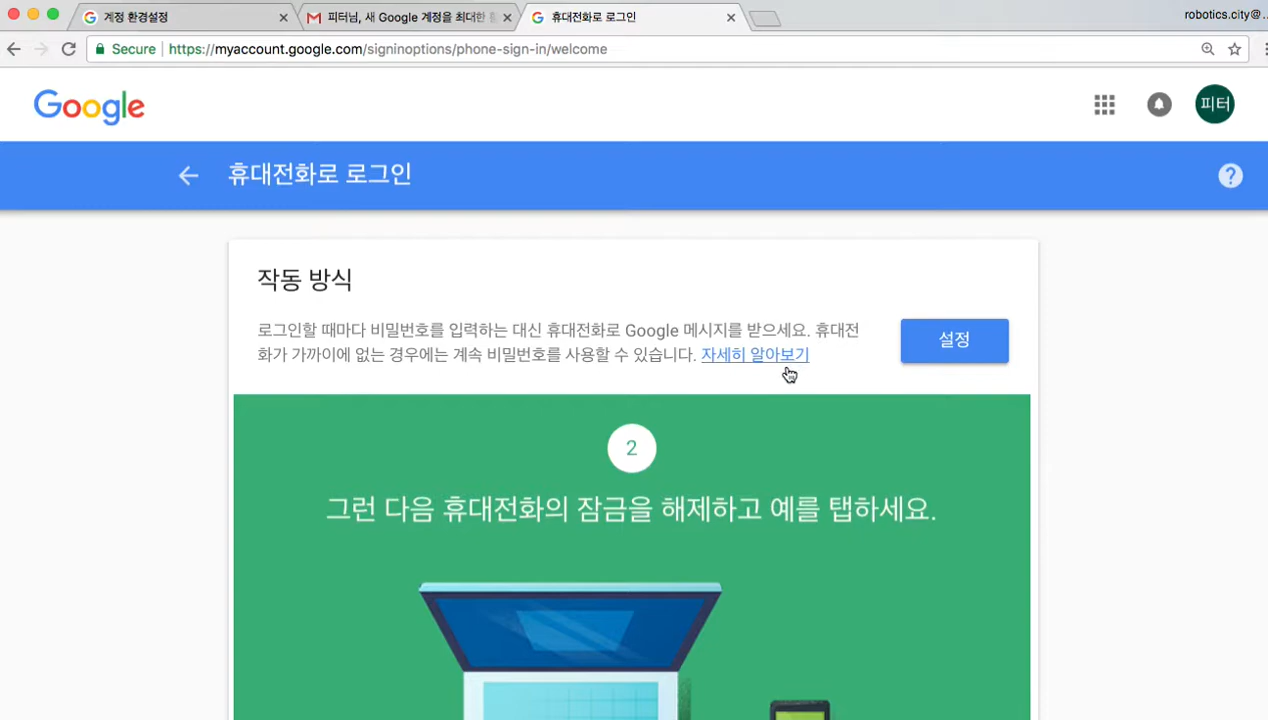 계정 환경설정
피터님, 새 Google 계정을 최대한 활
휴대전화로 로그인
robotics.city@...
Secure https://myaccount.google.com/signinoptions/phone-sign-in/welcome
Google
피터
휴대전화로 로그인
?
작동 방식
로그인할 때마다 비밀번호를 입력하는 대신 휴대전화로 Google 메시지를 받으세요. 휴대전
화가 가까이에 없는 경우에는 계속 비밀번호를 사용할 수 있습니다. 자세히 알아보기
설정
2
그런 다음 휴대전화의 잠금을 해제하고 예를 탭하세요.